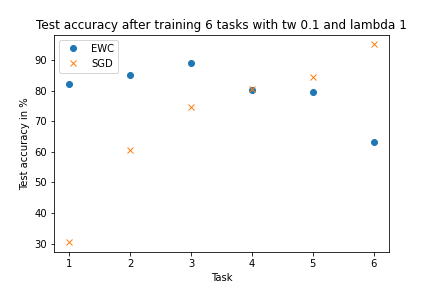 Test accuracy after training 6 tasks with tw 0.1 and lambda 1
EWC
SGD
Test accuracy in %
90
80
70
60
50
40
30
1 2 3 4 5 6
Task